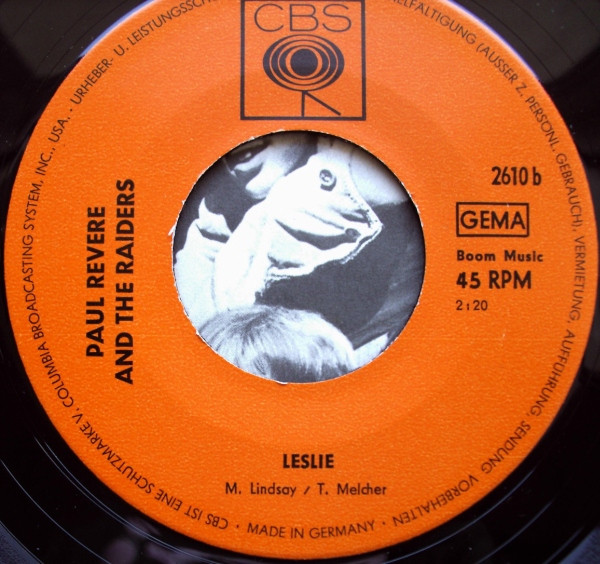 CBS
URHEBER- U. LEISTUNGSSCH
ELFÄLTIGUNG (AUSSER Z. PERSÖNL. GEBRAUCH), VERMIETUNG, AUFFÜHRUNG, SENDUNG VORBEHALTEN
2610 b
GEMA
Boom Music
45 RPM
2:20
PAUL REVERE
AND THE RAIDERS
LESLIE
M. Lindsay / T. Melcher
• MADE IN GERMANY •
CBS IST EINE SCHUTZMARKE V. COLUMBIA BROADCASTING SYSTEM, INC., USA. •